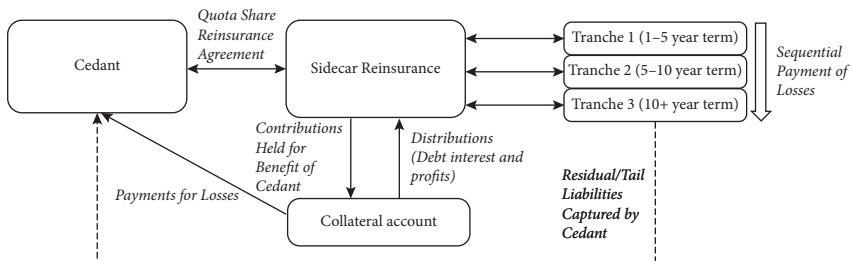 Quota Share
Reinsurance
Agreement
Cedant
Sidecar Reinsurance
Tranche 1 (1–5 year term)
Tranche 2 (5–10 year term)
Tranche 3 (10+ year term)
Sequential
Payment of
Losses
Contributions
Held for
Benefit of
Cedant
Distributions
(Debt interest and
profits)
Payments for Losses
Collateral account
Residual/Tail
Liabilities
Captured by
Cedant